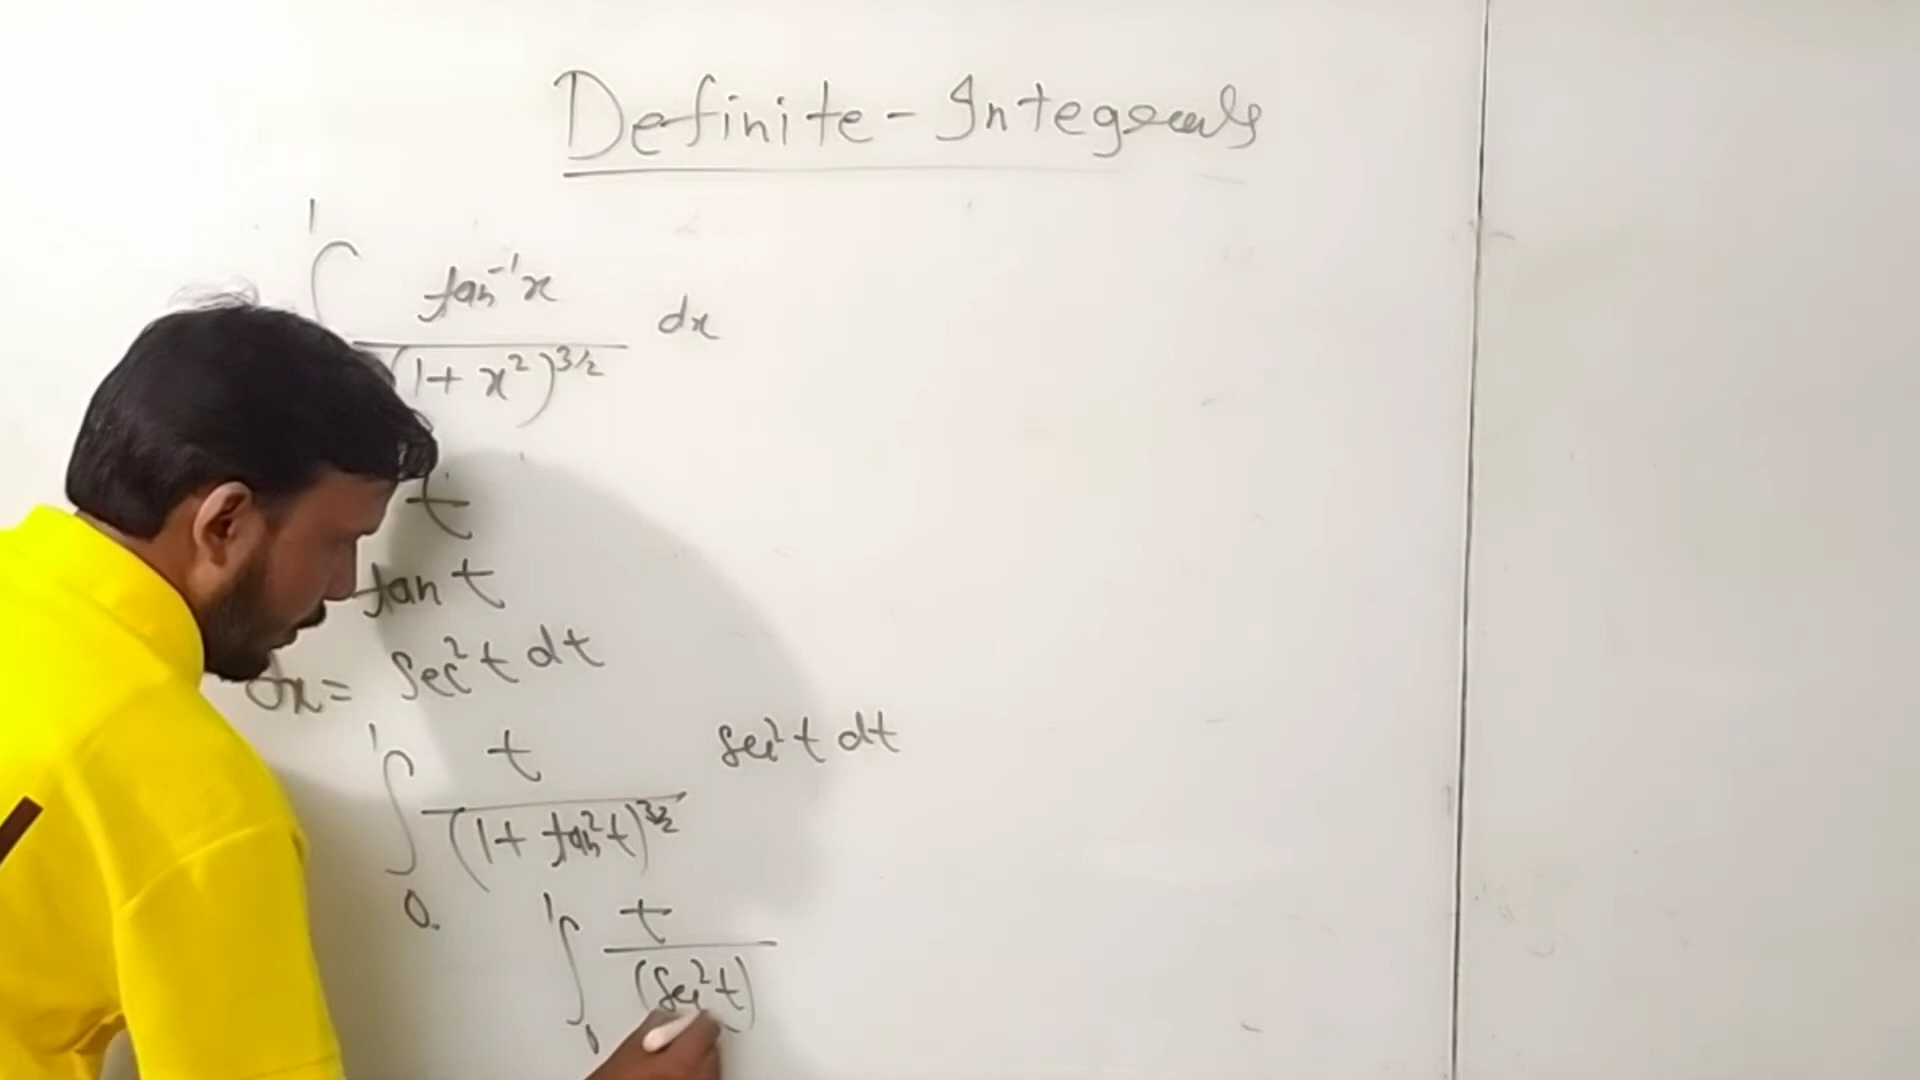 Definite - Integrals
∫ 1 tan⁻¹x / (1 + x²)^3/2 dx
t
tan t
dx = Sec²t dt
∫ 0 1 t / (1 + tan²t)^3/2 Sec²t dt
∫ 0 1 t / (Sec²t)